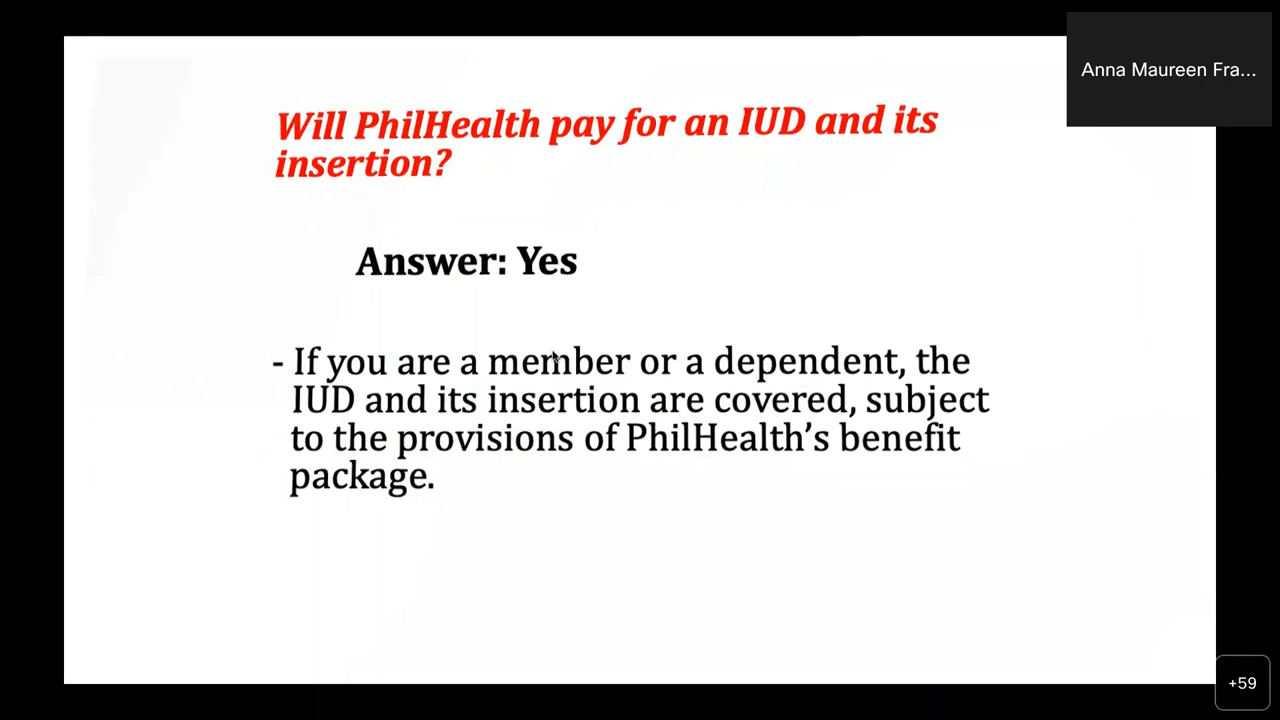 Anna Maureen Fra...
Will PhilHealth pay for an IUD and its
insertion?
Answer: Yes
- If you are a member or a dependent, the
IUD and its insertion are covered, subject
to the provisions of PhilHealth’s benefit
package.
+59